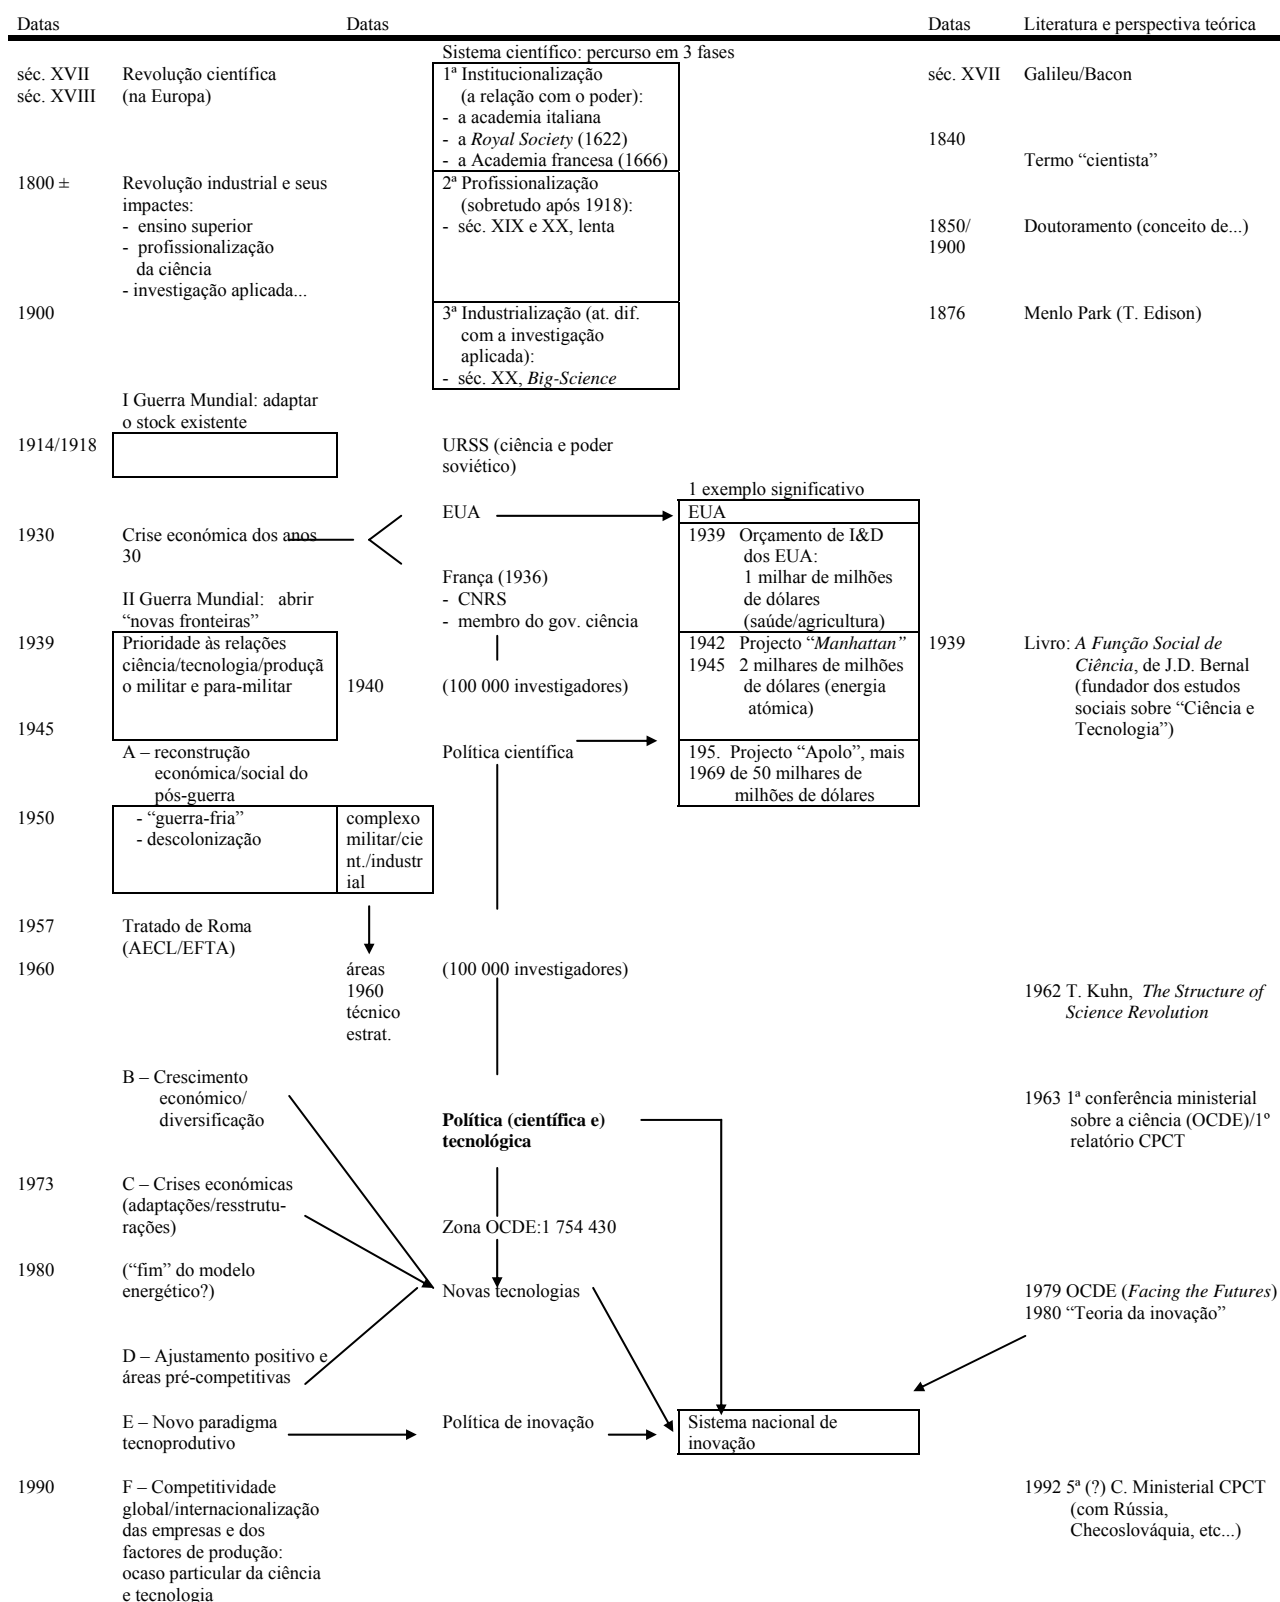 Datas
Datas
Datas
Literatura e perspectiva teórica
Sistema científico: percurso em 3 fases
séc. XVII
séc. XVIII
Revolução científica
(na Europa)
1ª Institucionalização
(a relação com o poder):
- a academia italiana
- a Royal Society (1622)
- a Academia francesa (1666)
séc. XVII
Galileu/Bacon
1840
Termo “cientista”
1800 ±
Revolução industrial e seus
impactes:
- ensino superior
- profissionalização
da ciência
- investigação aplicada...
2ª Profissionalização
(sobretudo após 1918):
- séc. XIX e XX, lenta
1850/
1900
Doutoramento (conceito de...)
1900
3ª Industrialização (at. dif.
com a investigação
aplicada):
- séc. XX, Big-Science
1876
Menlo Park (T. Edison)
I Guerra Mundial: adaptar
o stock existente
1914/1918
URSS (ciência e poder
soviético)
1 exemplo significativo
EUA
EUA
1930
Crise económica dos anos
30
1939 Orçamento de I&D
dos EUA:
1 milhar de milhões
de dólares
(saúde/agricultura)
França (1936)
- CNRS
- membro do gov. ciência
II Guerra Mundial: abrir
“novas fronteiras”
1939
Prioridade às relações
ciência/tecnologia/produçã
o militar e para-militar
1940
(100 000 investigadores)
1942 Projecto “Manhattan”
1945 2 milhares de milhões
de dólares (energia
atómica)
1939
Livro: A Função Social de
Ciência, de J.D. Bernal
(fundador dos estudos
sociais sobre “Ciência e
Tecnologia”)
1945
A – reconstrução
económica/social do
pós-guerra
Política científica
195. Projecto “Apolo”, mais
1969 de 50 milhares de
milhões de dólares
1950
- “guerra-fria”
- descolonização
complexo
militar/cie
nt./industr
ial
1957
Tratado de Roma
(AECL/EFTA)
1960
áreas
1960
técnico
estrat.
(100 000 investigadores)
1962 T. Kuhn, The Structure of
Science Revolution
B – Crescimento
económico/
diversificação
Política (científica e)
tecnológica
1963 1ª conferência ministerial
sobre a ciência (OCDE)/1º
relatório CPCT
1973
C – Crises económicas
(adaptações/resstrutu-
rações)
Zona OCDE:1 754 430
1980
(“fim” do modelo
energético?)
Novas tecnologias
1979 OCDE (Facing the Futures)
1980 “Teoria da inovação”
D – Ajustamento positivo e
áreas pré-competitivas
E – Novo paradigma
tecnoprodutivo
Política de inovação
Sistema nacional de
inovação
1990
F – Competitividade
global/internacionalização
das empresas e dos
factores de produção:
ocaso particular da ciência
e tecnologia
1992 5ª (?) C. Ministerial CPCT
(com Rússia,
Checoslováquia, etc...)